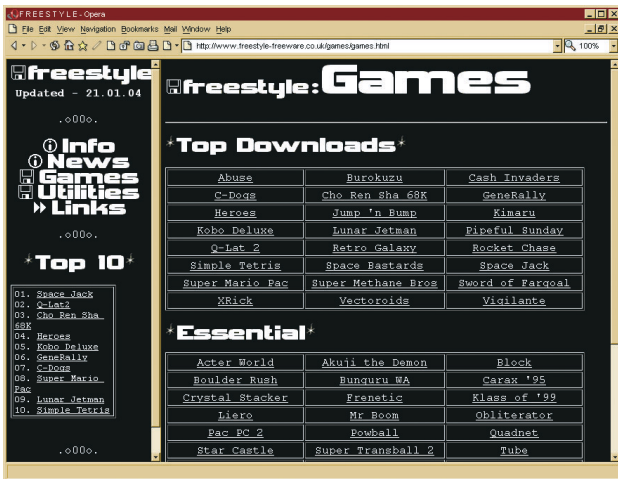 FREESTYLE - Opera
File Edit View Navigation Bookmarks Mail Window Help
http://www.freestyle-freeware.co.uk/games/games.html
100%
freestyle
Updated - 21.01.04
.oOOo.
Info
News
Games
Utilities
Links
.oOOo.
*Top 10*
01. Space Jack
02. Q-Lat2
03. Cho Ren Sha
68K
04. Heroes
05. Kobo Deluxe
06. GeneRally
07. C-Dogs
08. Super Mario
Pac
09. Lunar Jetman
10. Simple Tetris
.oOOo.
freestyle:Games
*Top Downloads*
Abuse Burokuzu Cash Invaders
C-Dogs Cho Ren Sha 68K GeneRally
Heroes Jump 'n Bump Kimaru
Kobo Deluxe Lunar Jetman Pipeful Sunday
Q-Lat 2 Retro Galaxy Rocket Chase
Simple Tetris Space Bastards Space Jack
Super Mario Pac Super Methane Bros Sword of Fargoal
XRick Vectoroids Vigilante
*Essential*
Acter World Akuji the Demon Block
Boulder Rush Bunguru WA Carax '95
Crystal Stacker Frenetic Klass of '99
Liero Mr Boom Obliterator
Pac PC 2 Powball Quadnet
Star Castle Super Transball 2 Tube